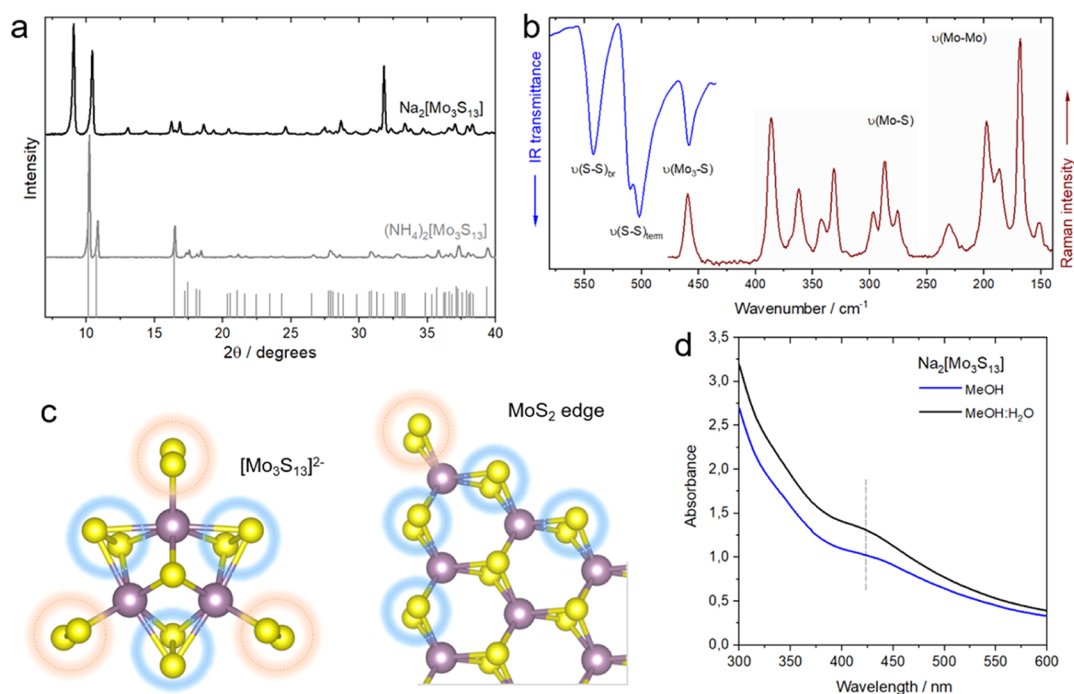 a
Intensity
Na2[Mo3S13]
(NH4)2[Mo3S13]
10 15 20 25 30 35 40
2θ / degrees
b
IR transmittance
υ(S-S)br
υ(S-S)term
υ(Mo3-S)
υ(Mo-S)
υ(Mo-Mo)
Raman intensity
550 500 450 400 350 300 250 200 150
Wavenumber / cm-1
c
[Mo3S13]2-
MoS2 edge
d
Na2[Mo3S13]
MeOH
MeOH:H2O
Absorbance
3,5
3,0
2,5
2,0
1,5
1,0
0,5
0,0
300 350 400 450 500 550 600
Wavelength / nm